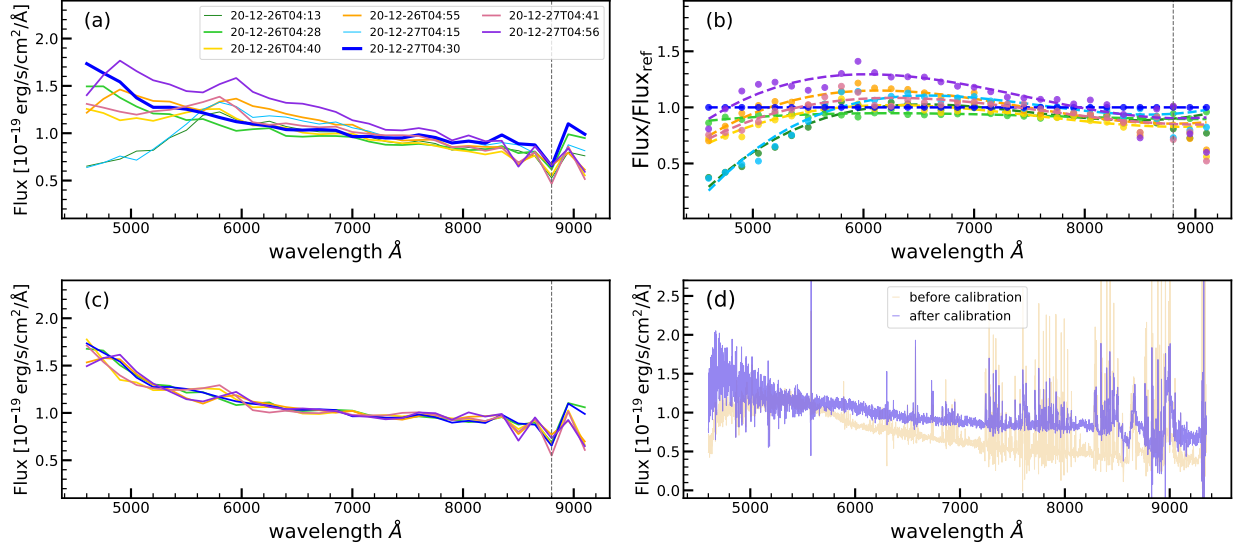 (a)
20-12-26T04:13
20-12-26T04:28
20-12-26T04:40
20-12-26T04:55
20-12-27T04:15
20-12-27T04:30
20-12-27T04:41
20-12-27T04:56
Flux [10⁻¹⁹ erg/s/cm²/Å]
2.0
1.5
1.0
0.5
5000 6000 7000 8000 9000
wavelength Å
(b)
Flux/Flux_ref
1.5
1.0
0.5
5000 6000 7000 8000 9000
wavelength Å
(c)
Flux [10⁻¹⁹ erg/s/cm²/Å]
2.0
1.5
1.0
0.5
5000 6000 7000 8000 9000
wavelength Å
(d)
before calibration
after calibration
Flux [10⁻¹⁹ erg/s/cm²/Å]
2.5
2.0
1.5
1.0
0.5
0.0
5000 6000 7000 8000 9000
wavelength Å